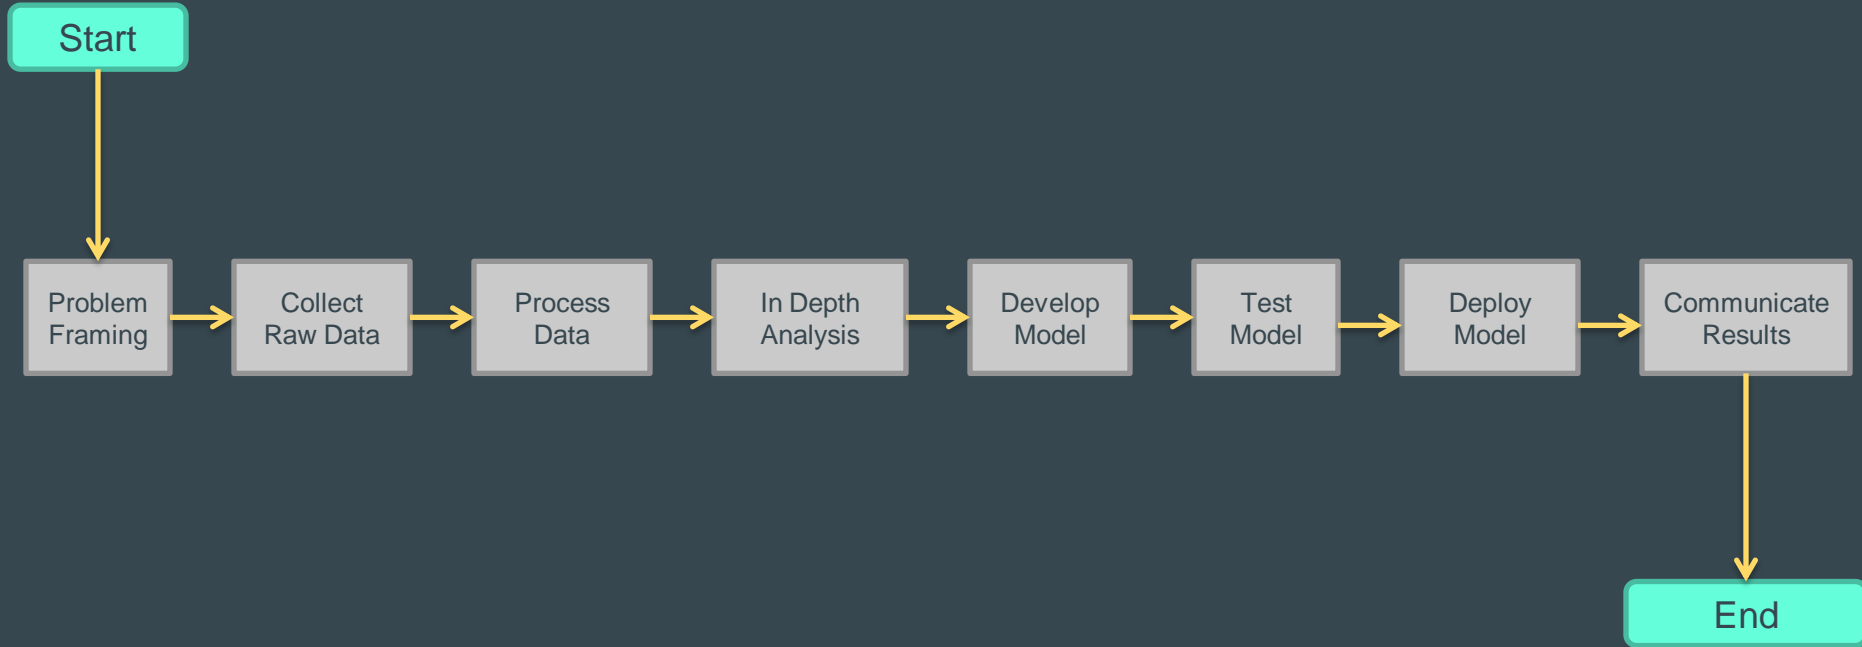 Start
Problem
Framing
Collect
Raw Data
Process
Data
In Depth
Analysis
Develop
Model
Test
Model
Deploy
Model
Communicate
Results
End